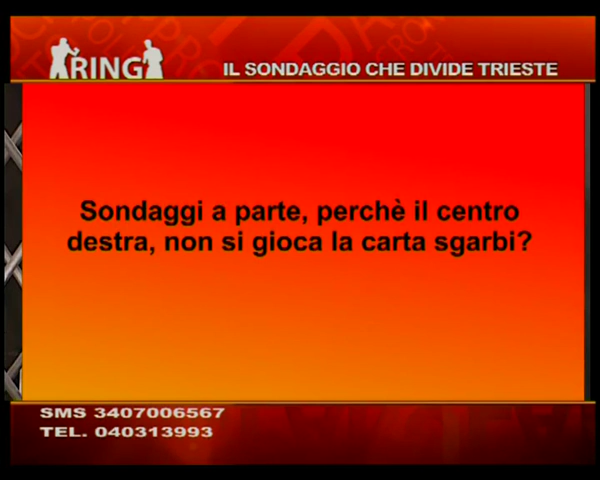 RING
IL SONDAGGIO CHE DIVIDE TRIESTE
Sondaggi a parte, perchè il centro
destra, non si gioca la carta sgarbi?
SMS 3407006567
TEL. 040313993